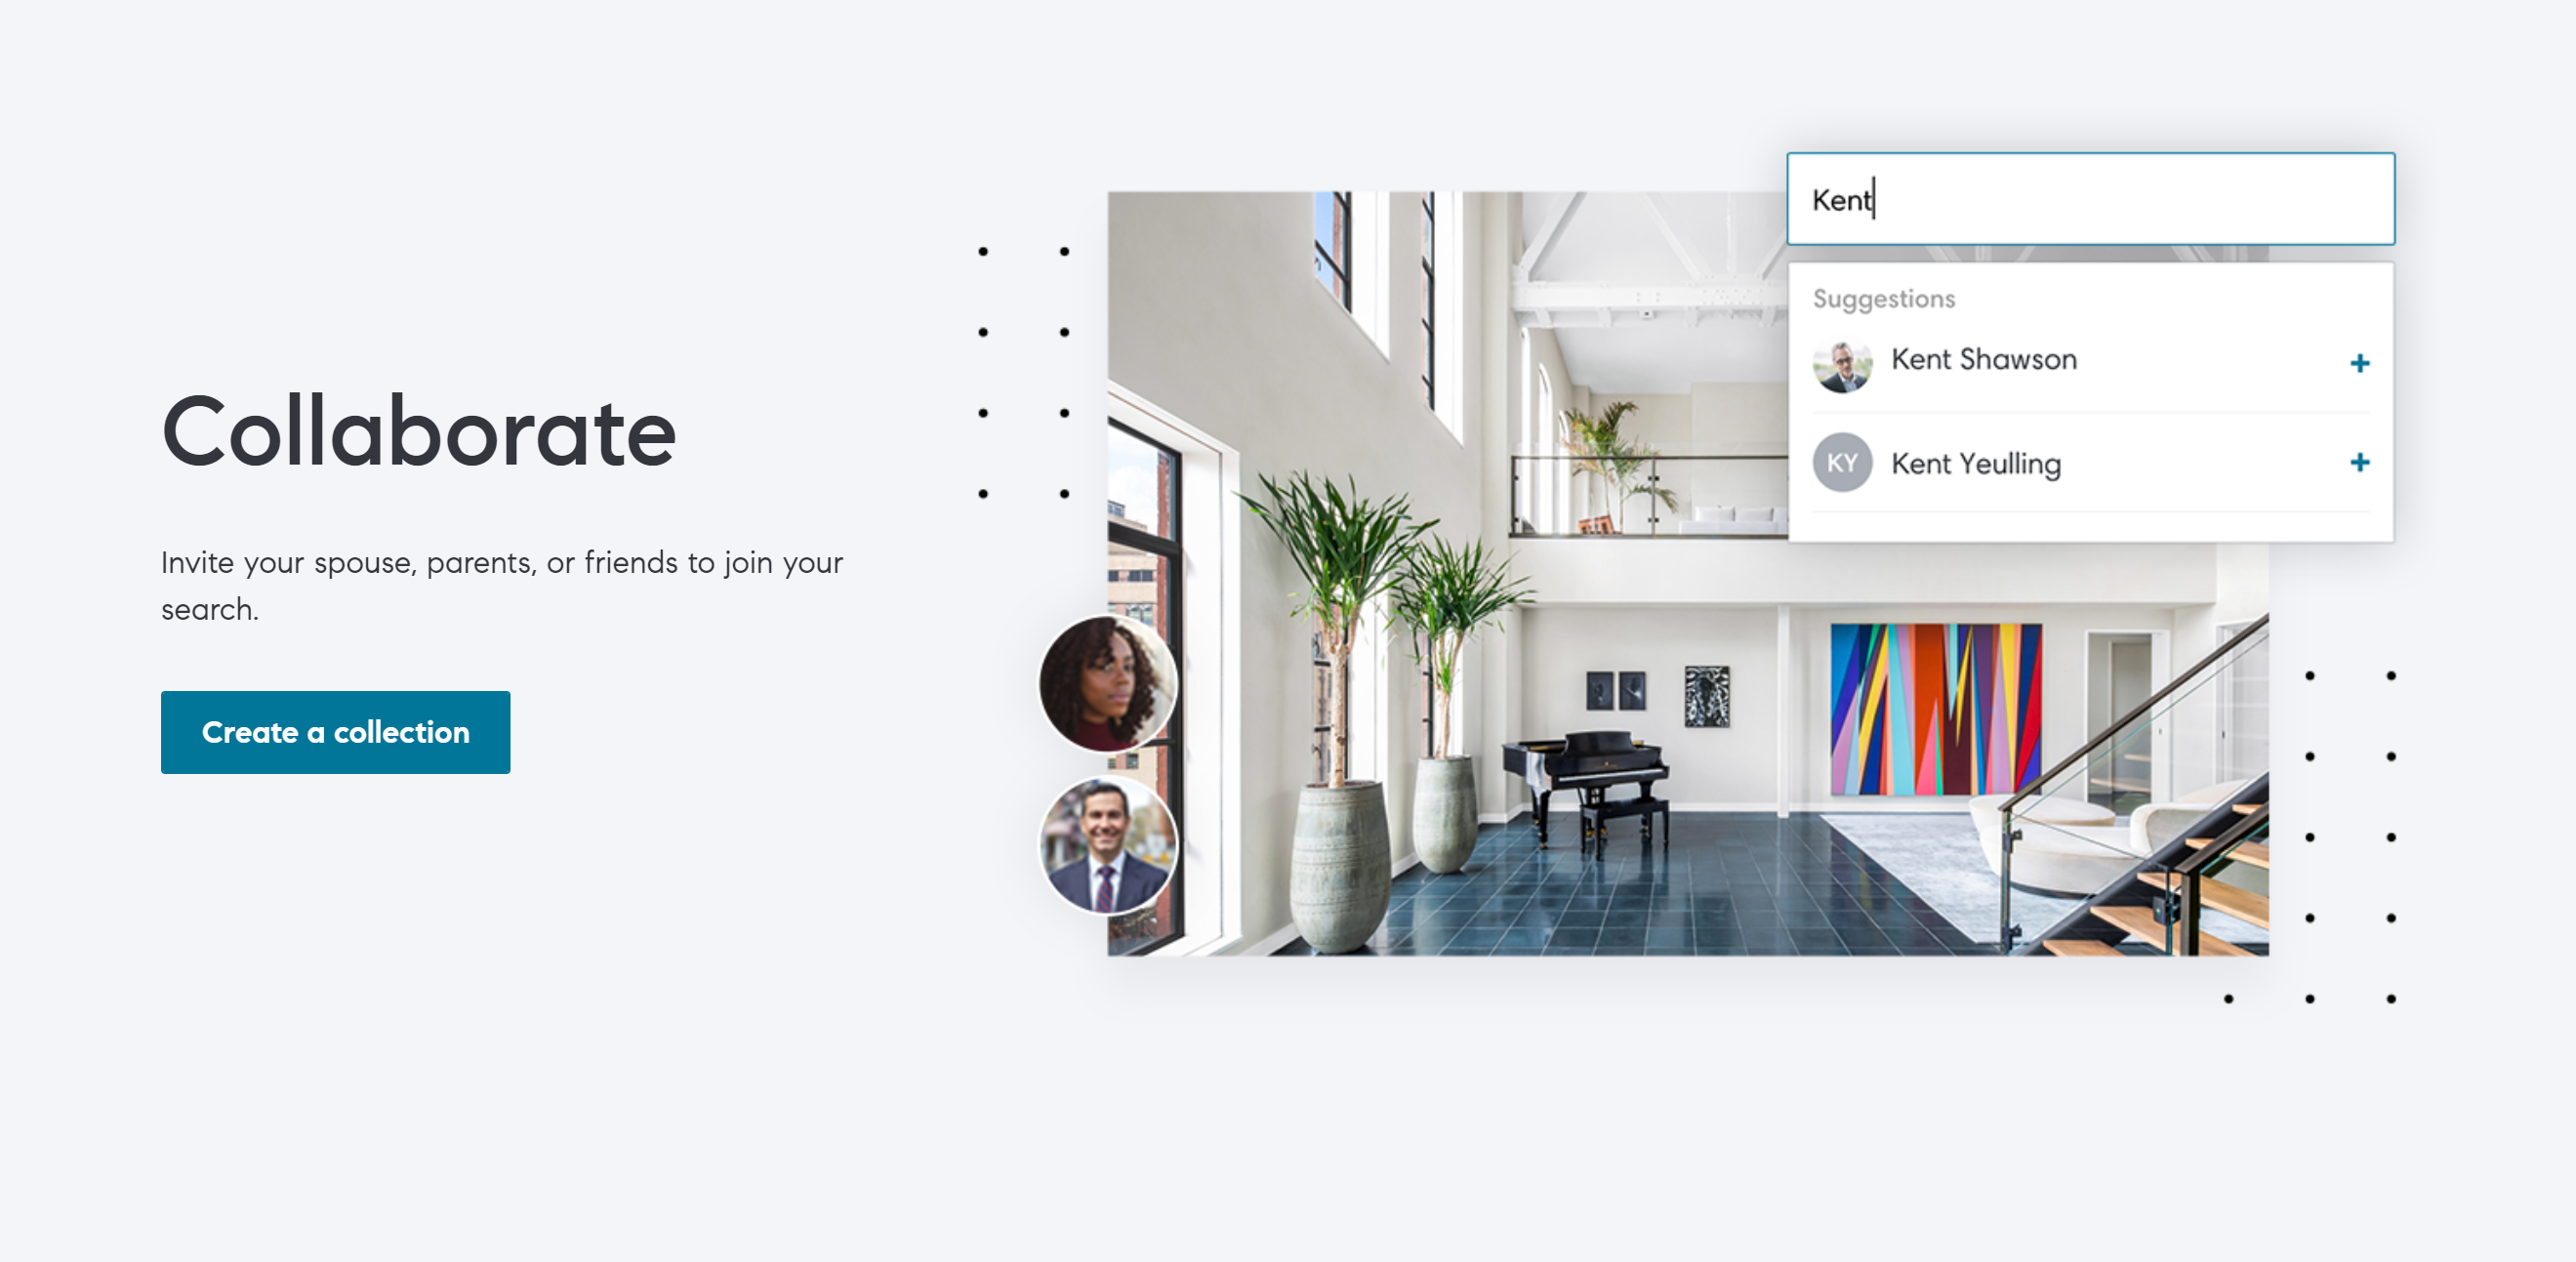 Collaborate
Invite your spouse, parents, or friends to join your
search.
Create a collection
Kent
Suggestions
Kent Shawson
KY
Kent Yeulling